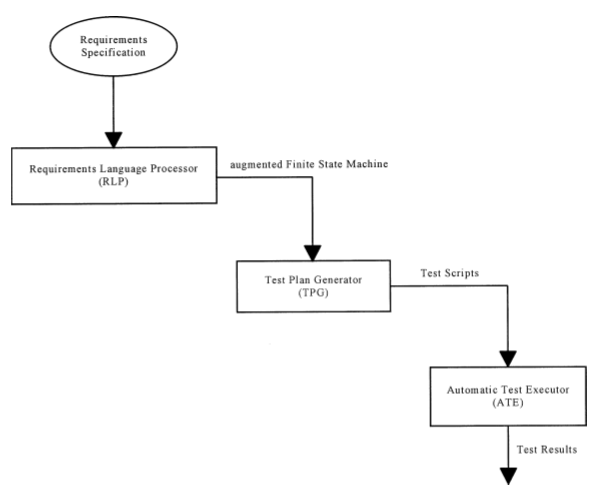 Requirements
Specification
Requirements Language Processor
(RLP)
augmented Finite State Machine
Test Plan Generator
(TPG)
Test Scripts
Automatic Test Executor
(ATE)
Test Results